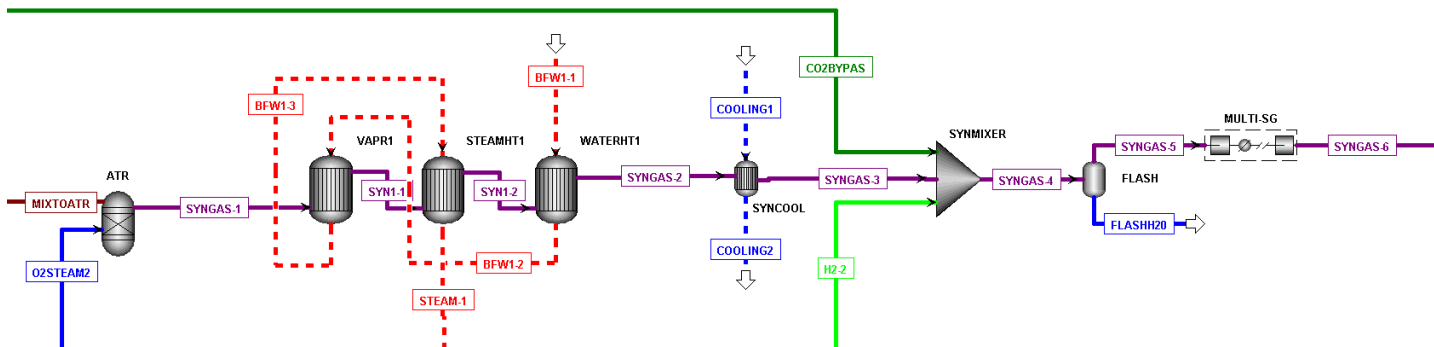 CO2BYPAS
BFW1-1
BFW1-3
COOLING1
MULTI-SG
VAPR1
STEAMHT1
WATERHT1
SYNMIXER
SYNGAS-5
SYNGAS-6
ATR
SYN1-1
SYN1-2
SYNGAS-2
SYNGAS-3
SYNGAS-4
FLASH
MIXTOATR
SYNGAS-1
SYNCOOL
FLASHH20
O2STEAM2
BFW1-2
COOLING2
H2-2
STEAM-1